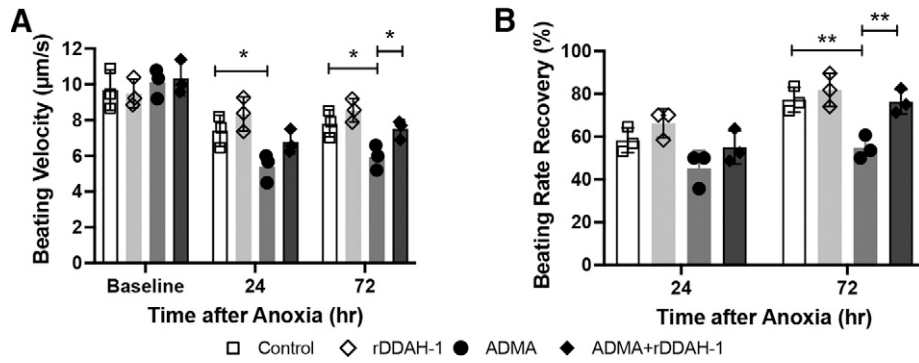 A
Beating Velocity (μm/s)
12
10
8
6
4
2
0
*
*
*
Baseline
24
72
Time after Anoxia (hr)
B
Beating Rate Recovery (%)
100
80
60
40
20
0
**
**
24
72
Time after Anoxia (hr)
Control rDDAH-1 ADMA ADMA+rDDAH-1